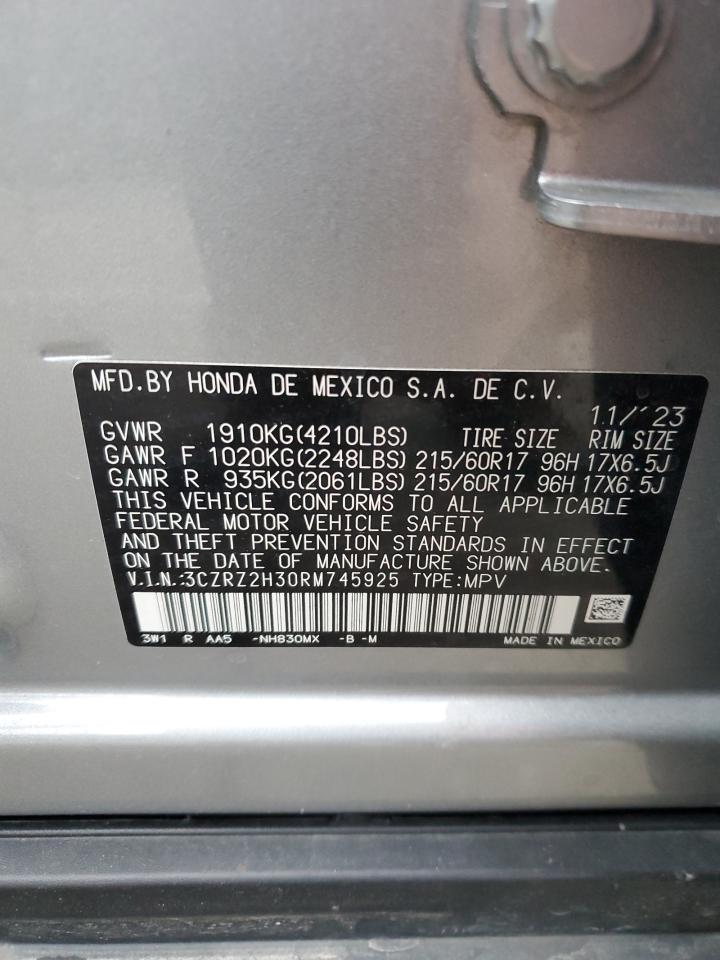 MFD.BY HONDA DE MEXICO S.A. DE C.V.
11/'23
GVWR 1910KG(4210LBS) TIRE SIZE RIM SIZE
GAWR F 1020KG(2248LBS) 215/60R17 96H 17X6.5J
GAWR R 935KG(2061LBS) 215/60R17 96H 17X6.5J
THIS VEHICLE CONFORMS TO ALL APPLICABLE
FEDERAL MOTOR VEHICLE SAFETY
AND THEFT PREVENTION STANDARDS IN EFFECT
ON THE DATE OF MANUFACTURE SHOWN ABOVE.
V.I.N.:3CZRZ2H30RM745925 TYPE:MPV
3W1 R AA5 -NH830MX -B -M MADE IN MEXICO